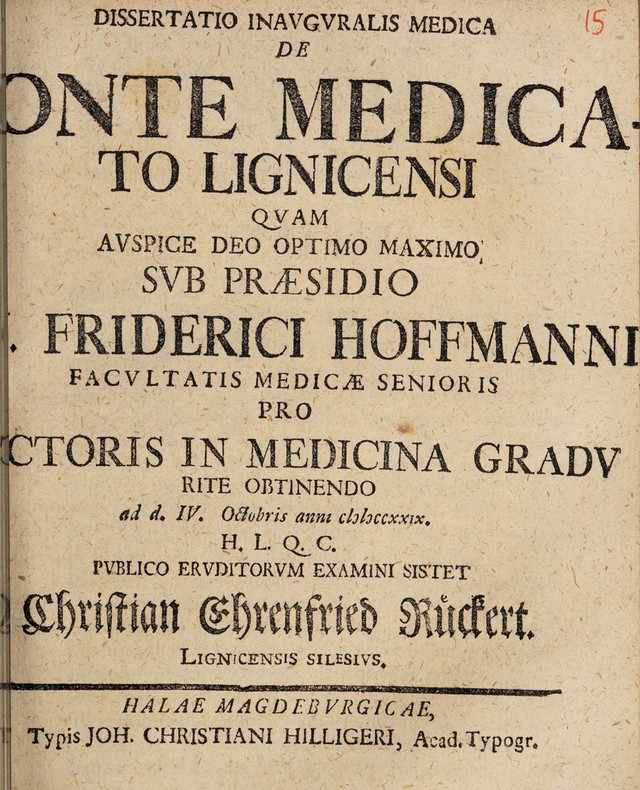 DISSERTATIO INAVGVRALIS MEDICA
15
DE
ONTE MEDICA-
TO LIGNICENSI
QVAM
AVSPICE DEO OPTIMO MAXIMO,
SVB PRÆSIDIO
. FRIDERICI HOFFMANNI
FACVLTATIS MEDICÆ SENIORIS
PRO
CTORIS IN MEDICINA GRADV
RITE OBTINENDO
ad d. IV. Octobris anni cIɔIɔccxxix.
H. L. Q. C.
PVBLICO ERVDITORVM EXAMINI SISTET
Christian Ehrenfried Rückert.
LIGNICENSIS SILESIVS.
HALAE MAGDEBVRGICAE,
Typis JOH. CHRISTIANI HILLIGERI, Acad. Typogr.